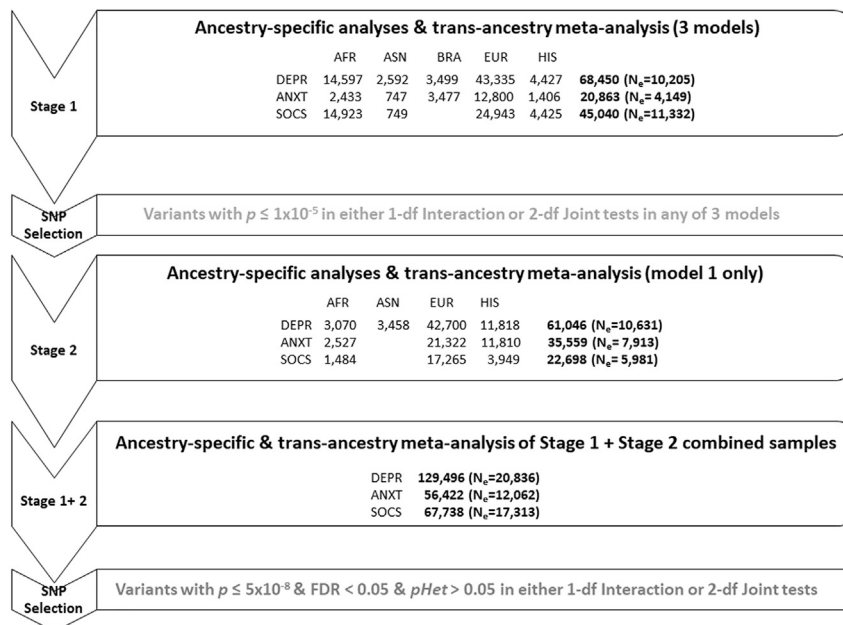 Ancestry-specific analyses & trans-ancestry meta-analysis (3 models)
AFR ASN BRA EUR HIS
DEPR 14,597 2,592 3,499 43,335 4,427 68,450 (Ne=10,205)
ANXT 2,433 747 3,477 12,800 1,406 20,863 (Ne= 4,149)
SOCS 14,923 749 24,943 4,425 45,040 (Ne=11,332)
Stage 1
SNP
Selection
Variants with p ≤ 1x10-5 in either 1-df Interaction or 2-df Joint tests in any of 3 models
Ancestry-specific analyses & trans-ancestry meta-analysis (model 1 only)
AFR ASN EUR HIS
DEPR 3,070 3,458 42,700 11,818 61,046 (Ne=10,631)
ANXT 2,527 21,322 11,810 35,559 (Ne= 7,913)
SOCS 1,484 17,265 3,949 22,698 (Ne= 5,981)
Stage 2
Ancestry-specific & trans-ancestry meta-analysis of Stage 1 + Stage 2 combined samples
DEPR 129,496 (Ne=20,836)
ANXT 56,422 (Ne=12,062)
SOCS 67,738 (Ne=17,313)
Stage 1+ 2
SNP
Selection
Variants with p ≤ 5x10-8 & FDR < 0.05 & pHet > 0.05 in either 1-df Interaction or 2-df Joint tests